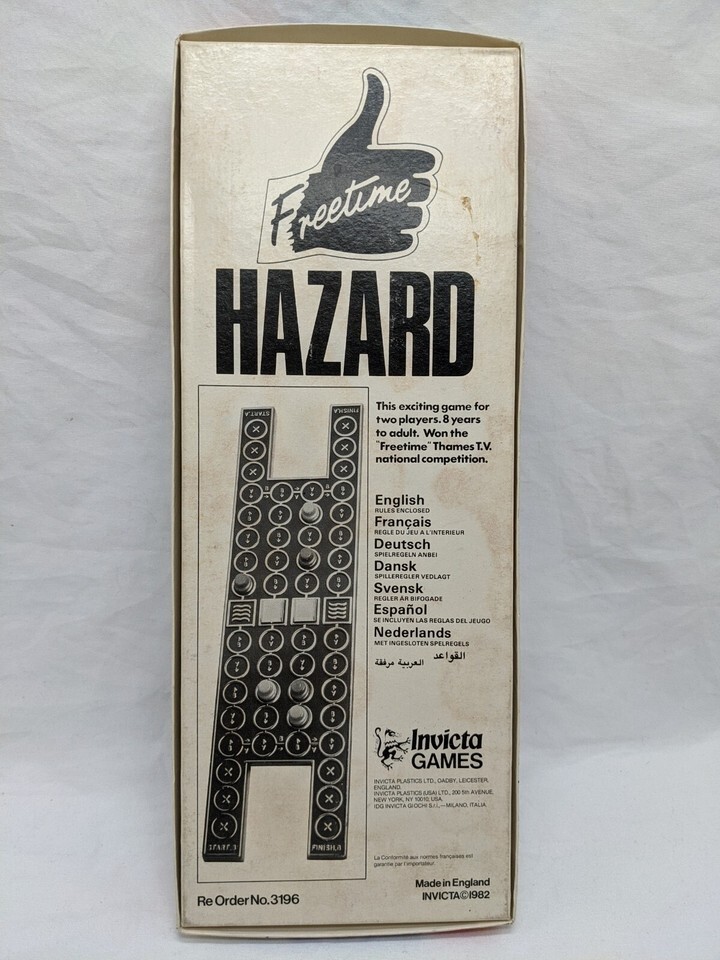 Freetime
HAZARD
This exciting game for
two players. 8 years
to adult. Won the
"Freetime" Thames T.V.
national competition.
START.A
FINISH.A
English
RULES ENCLOSED
Français
REGLE DU JEU A L'INTERIEUR
Deutsch
SPIELREGELN ANBEI
Dansk
SPILLEREGLER VEDLAGT
Svensk
REGLER ÄR BIFOGADE
Español
SE INCLUYEN LAS REGLAS DEL JEUGO
Nederlands
MET INGESLOTEN SPELREGELS
القواعد العربية مرفقة
Invicta
GAMES
INVICTA PLASTICS LTD., OADBY, LEICESTER,
ENGLAND.
INVICTA PLASTICS (USA) LTD., 200 5th AVENUE,
NEW YORK, NY 10010, USA.
IDG INVICTA GIOCHI S.r.l,—MILANO, ITALIA.
La Conformité aux normes françaises est
garantie par l'importateur.
FINISH.B
Re Order No. 3196
Made in England
INVICTA©1982